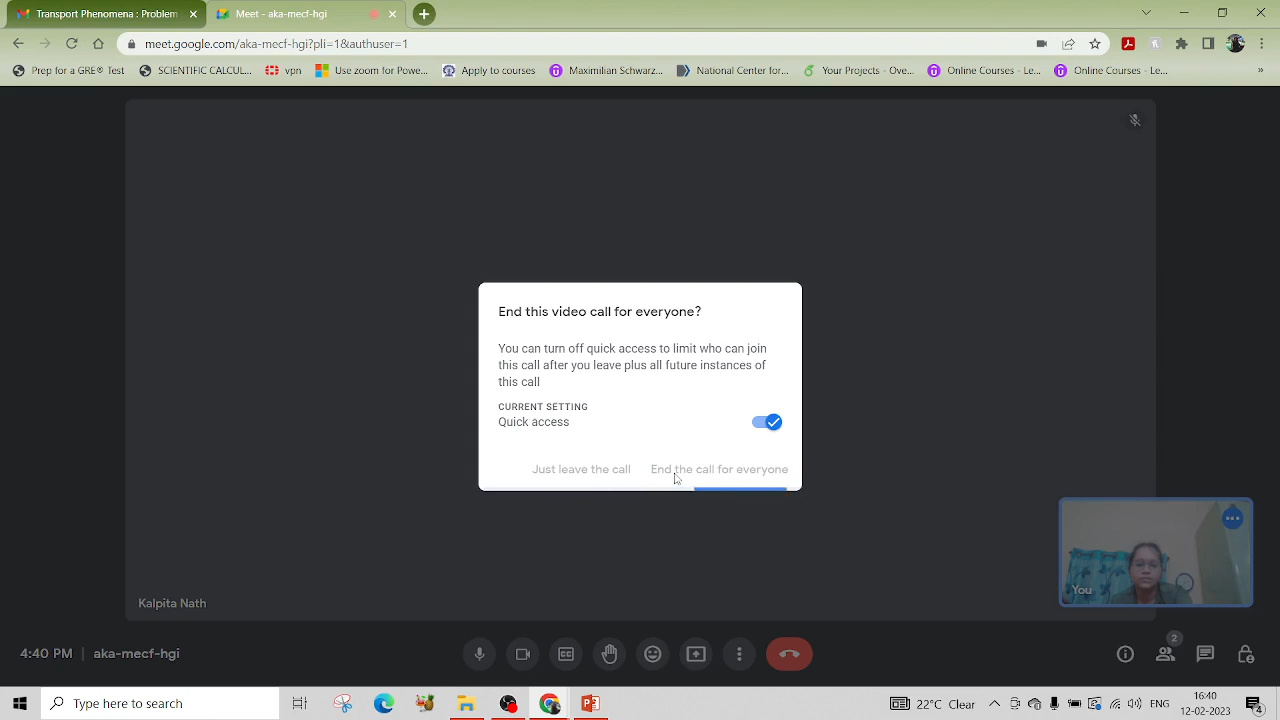 Transport Phenomena : Problem
Meet - aka-mecf-hgi
meet.google.com/aka-mecf-hgi?pli=1&authuser=1
Prep for a GRE® Test
SCIENTIFIC CALCULAT...
vpn
Useful terms for Pow...
Apply to courses
Maximilian Schwarz...
National Center for...
Your Projects - Ove...
Online Courses - Le...
Online Courses - Le...
»
End this video call for everyone?
You can turn off quick access to limit who can join
this call after you leave plus all future instances of
this call
CURRENT SETTING
Quick access
Just leave the call
End the call for everyone
You
Kalpita Nath
4:40 PM | aka-mecf-hgi
2
Type here to search
22°C Clear
ENG
16:40
12-02-2023
4